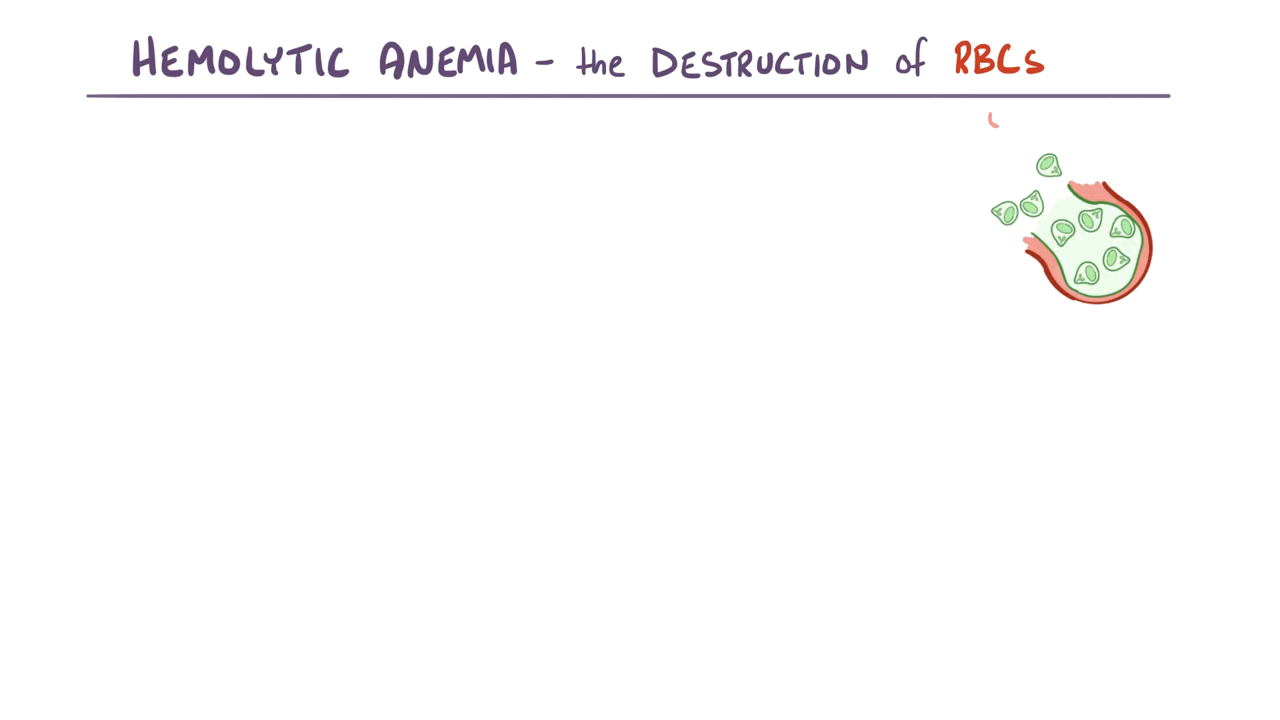 HEMOLYTIC ANEMIA - the DESTRUCTION of RBCs